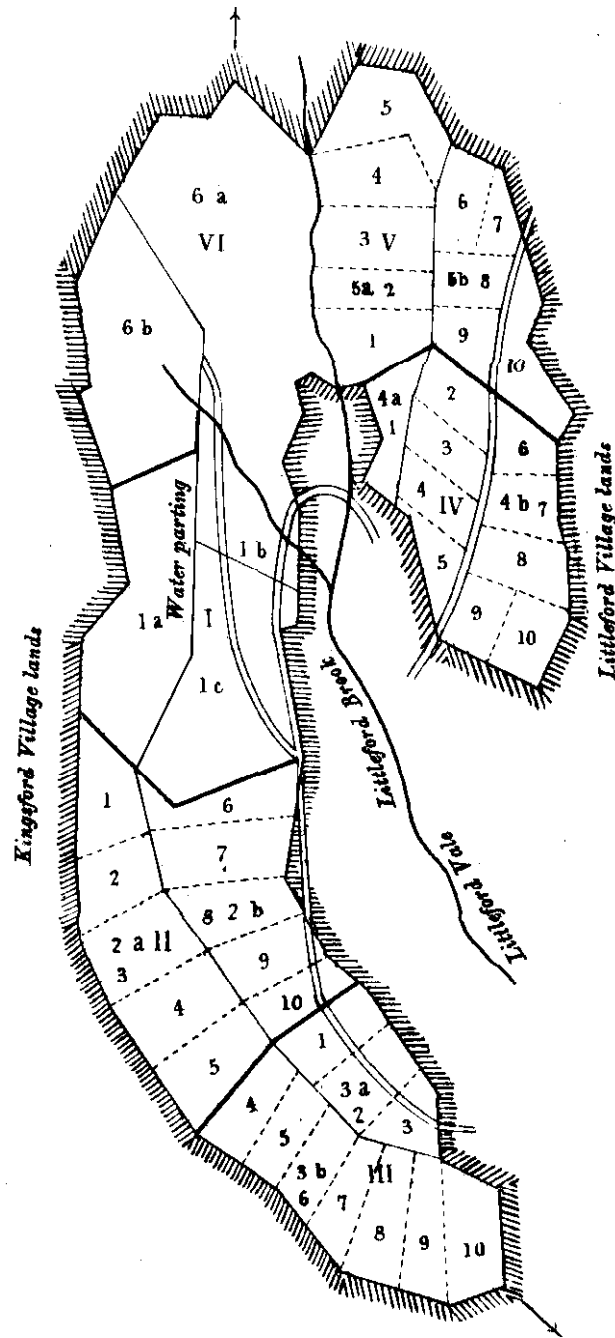 5
6 a
4
VI
6
7
3 V
5a 2
5b 8
6 b
1
9
10
4 a
2
1
3
6
4
IV
4 b 7
Water parting
1 b
5
8
1 a
I
9
10
1 c
Littleford Village lands
Kingsford Village lands
Littleford Brook
Littleford Vale
1
6
2
7
8 2 b
2 a II
3
9
4
10
5
1
3 a
2
3
4
5
3 b
III
6
7
8
9
10